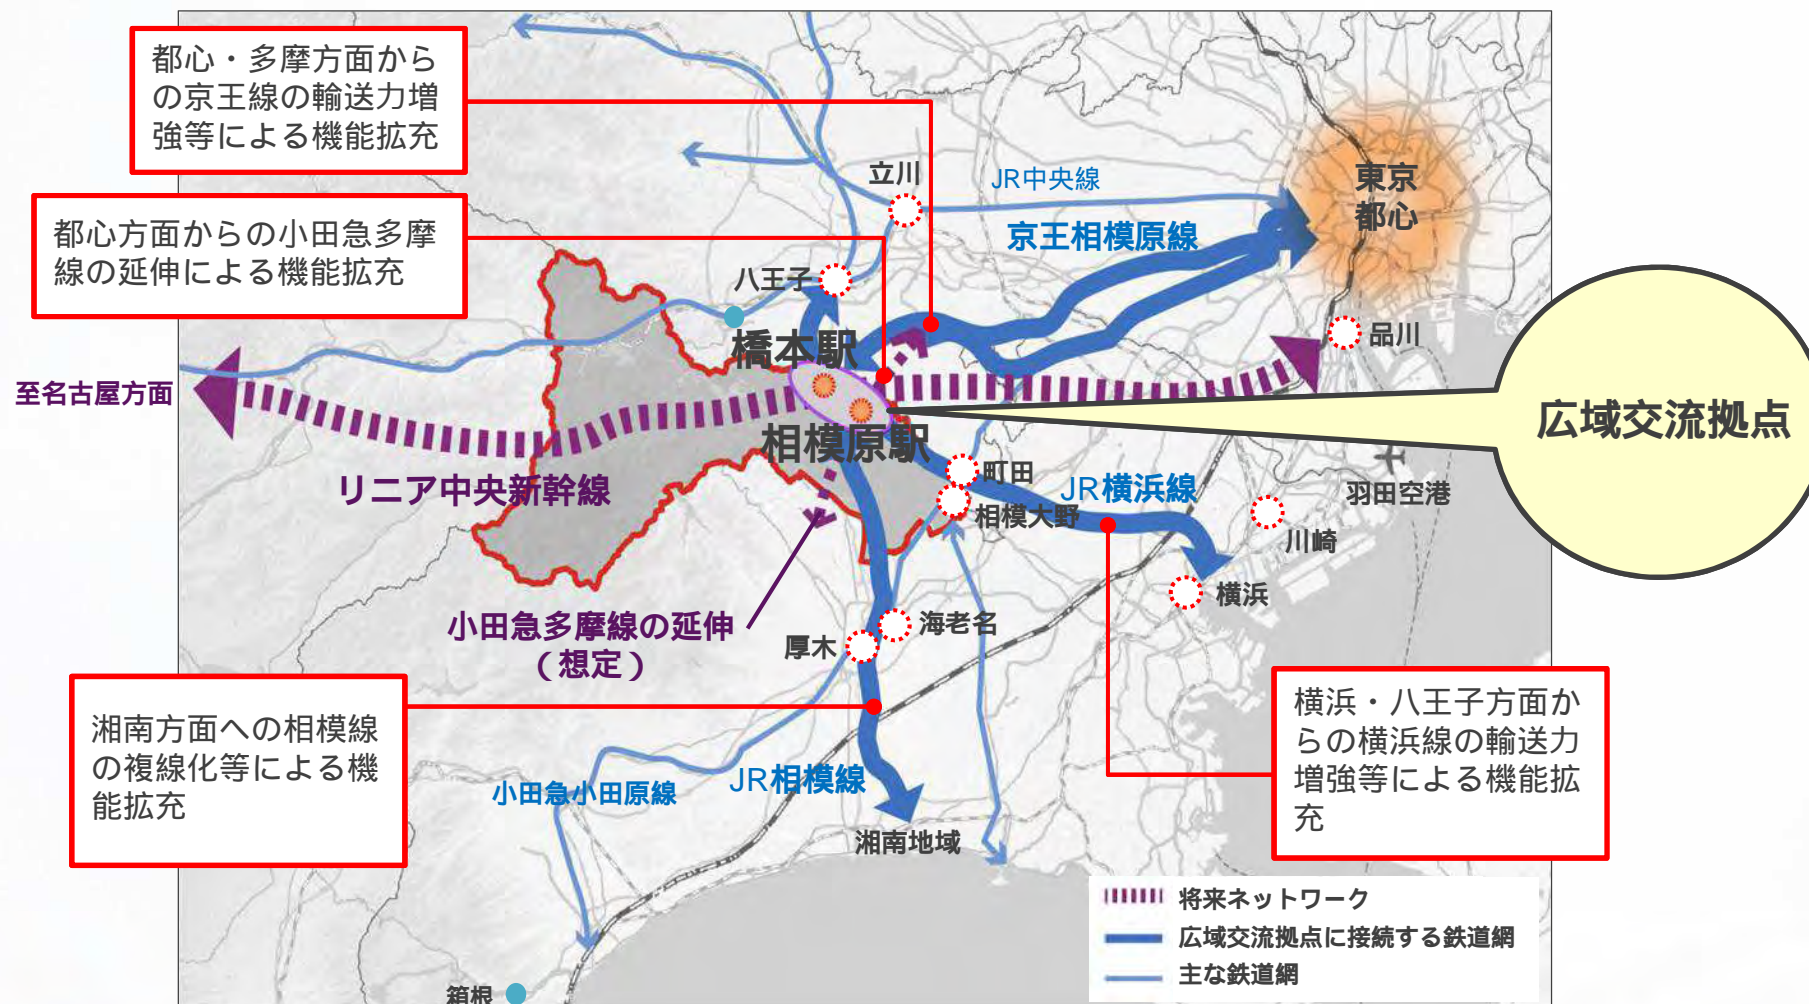 都心・多摩方面から
の京王線の輸送力増
強等による機能拡充
都心方面からの小田急多摩
線の延伸による機能拡充
立川
JR中央線
京王相模原線
東京
都心
八王子
橋本駅
品川
至名古屋方面
広域交流拠点
相模原駅
リニア中央新幹線
町田
JR横浜線
相模大野
羽田空港
川崎
横浜
小田急多摩線の延伸
（想定）
海老名
厚木
湘南方面への相模線
の複線化等による機
能拡充
横浜・八王子方面か
らの横浜線の輸送力
増強等による機能拡
充
小田急小田原線
JR相模線
湘南地域
将来ネットワーク
広域交流拠点に接続する鉄道網
主な鉄道網
箱根